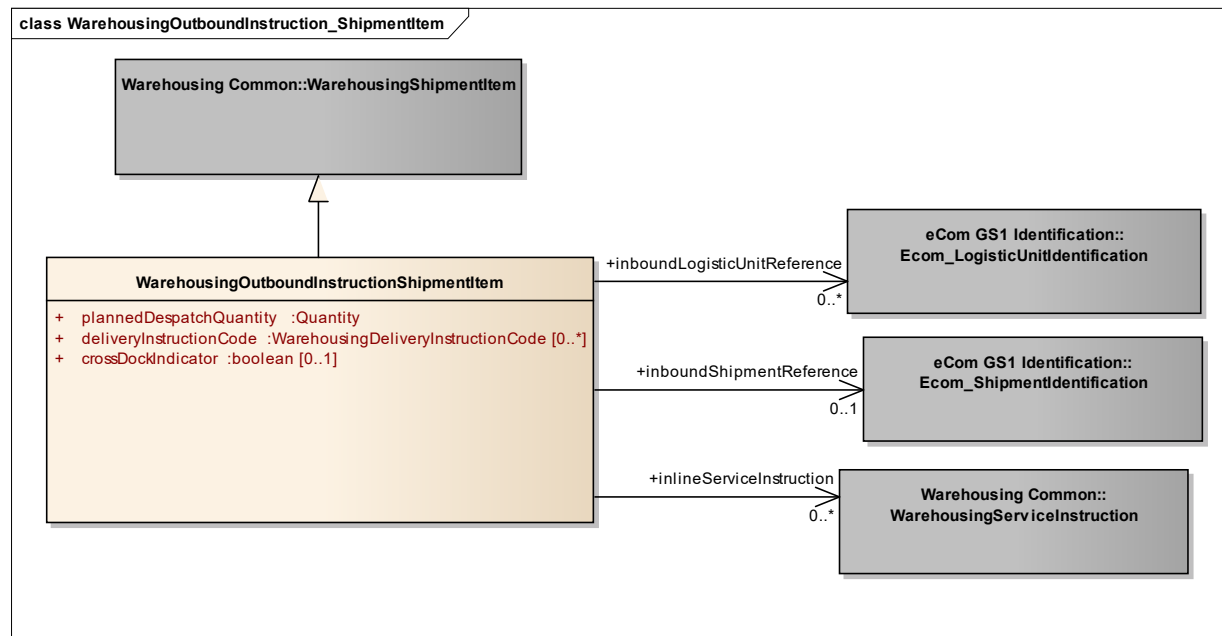 class WarehousingOutboundInstruction_ShipmentItem
Warehousing Common::WarehousingShipmentItem
WarehousingOutboundInstructionShipmentItem
+ plannedDespatchQuantity :Quantity
+ deliveryInstructionCode :WarehousingDeliveryInstructionCode [0..*]
+ crossDockIndicator :boolean [0..1]
+inboundLogisticUnitReference
0..*
eCom GS1 Identification::
Ecom_LogisticUnitIdentification
+inboundShipmentReference
0..1
eCom GS1 Identification::
Ecom_ShipmentIdentification
+inlineServiceInstruction
0..*
Warehousing Common::
WarehousingServiceInstruction